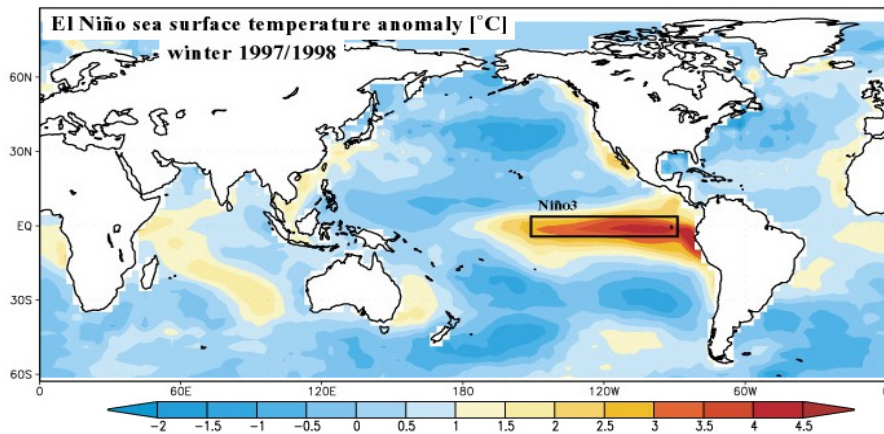 El Niño sea surface temperature anomaly [˚C]
winter 1997/1998
60N
30N
Niño3
EQ
30S
60S
0 60E 120E 180 120W 60W
−2 −1.5 −1 −0.5 0 0.5 1 1.5 2 2.5 3 3.5 4 4.5